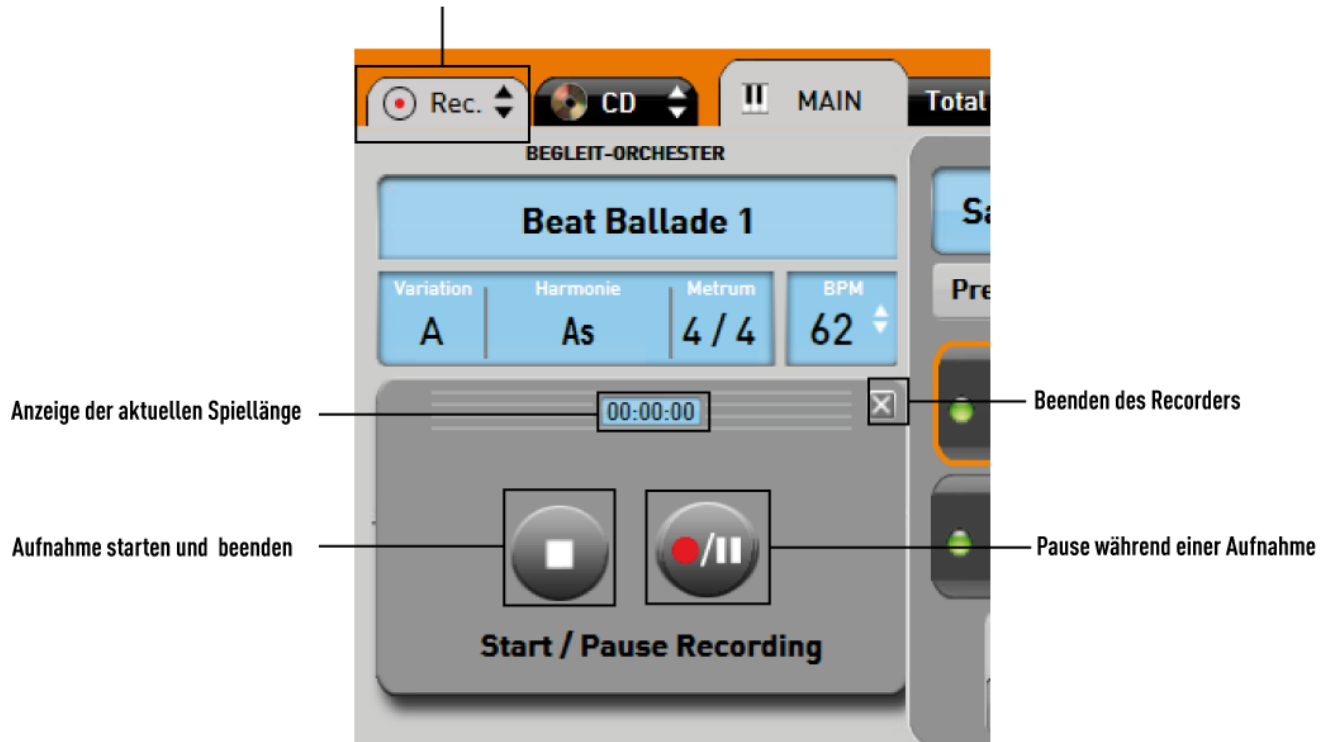 Rec.
CD
MAIN
Total
BEGLEIT-ORCHESTER
Beat Ballade 1
Variation Harmonie Metrum BPM
A As 4 / 4 62
Pre
Anzeige der aktuellen Spiellänge
00:00:00
Beenden des Recorders
Aufnahme starten und beenden
Pause während einer Aufnahme
Start / Pause Recording